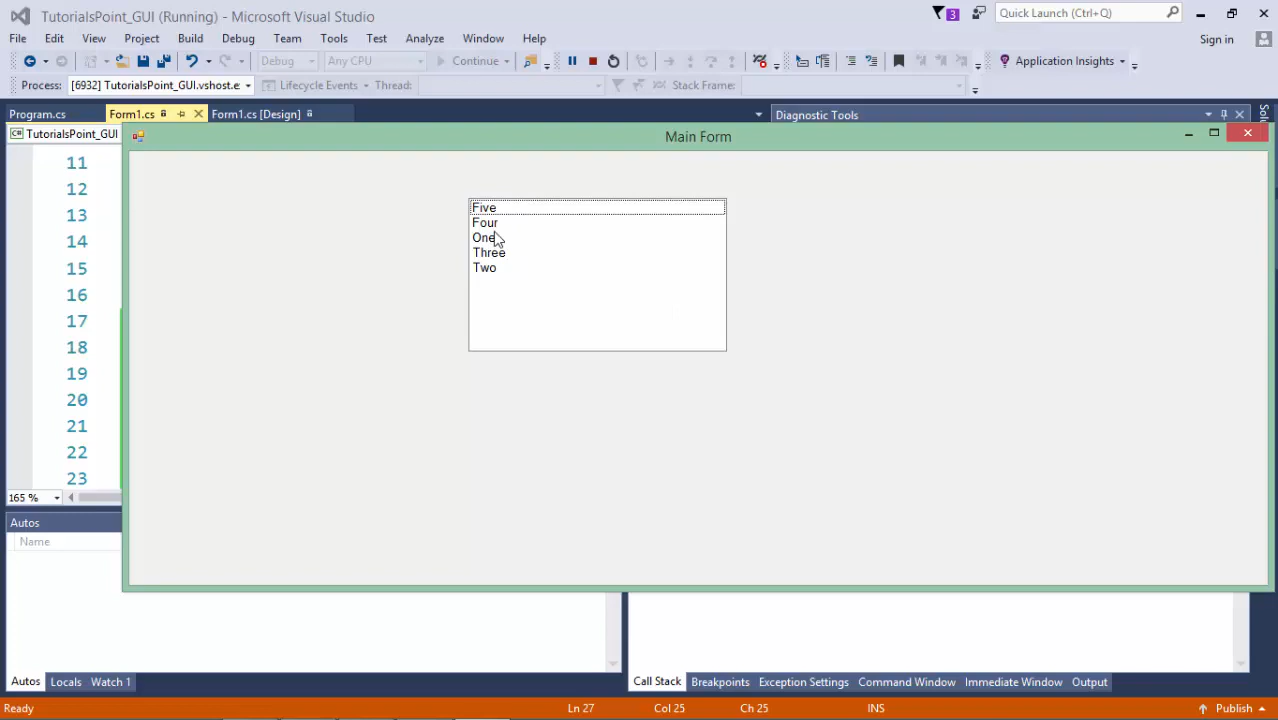 TutorialsPoint_GUI (Running) - Microsoft Visual Studio
3
Quick Launch (Ctrl+Q)
File Edit View Project Build Debug Team Tools Test Analyze Window Help
Sign in
Debug Any CPU Continue Application Insights
Process: [6932] TutorialsPoint_GUI.vshost.e Lifecycle Events Thread: Stack Frame:
Program.cs Form1.cs Form1.cs [Design] Diagnostic Tools
TutorialsPoint_GUI
Main Form
11
12
13
14
15
16
17
18
19
20
21
22
23
Five
Four
One
Three
Two
165 %
Autos
Name
Autos Locals Watch 1
Call Stack Breakpoints Exception Settings Command Window Immediate Window Output
Ready Ln 27 Col 25 Ch 25 INS Publish